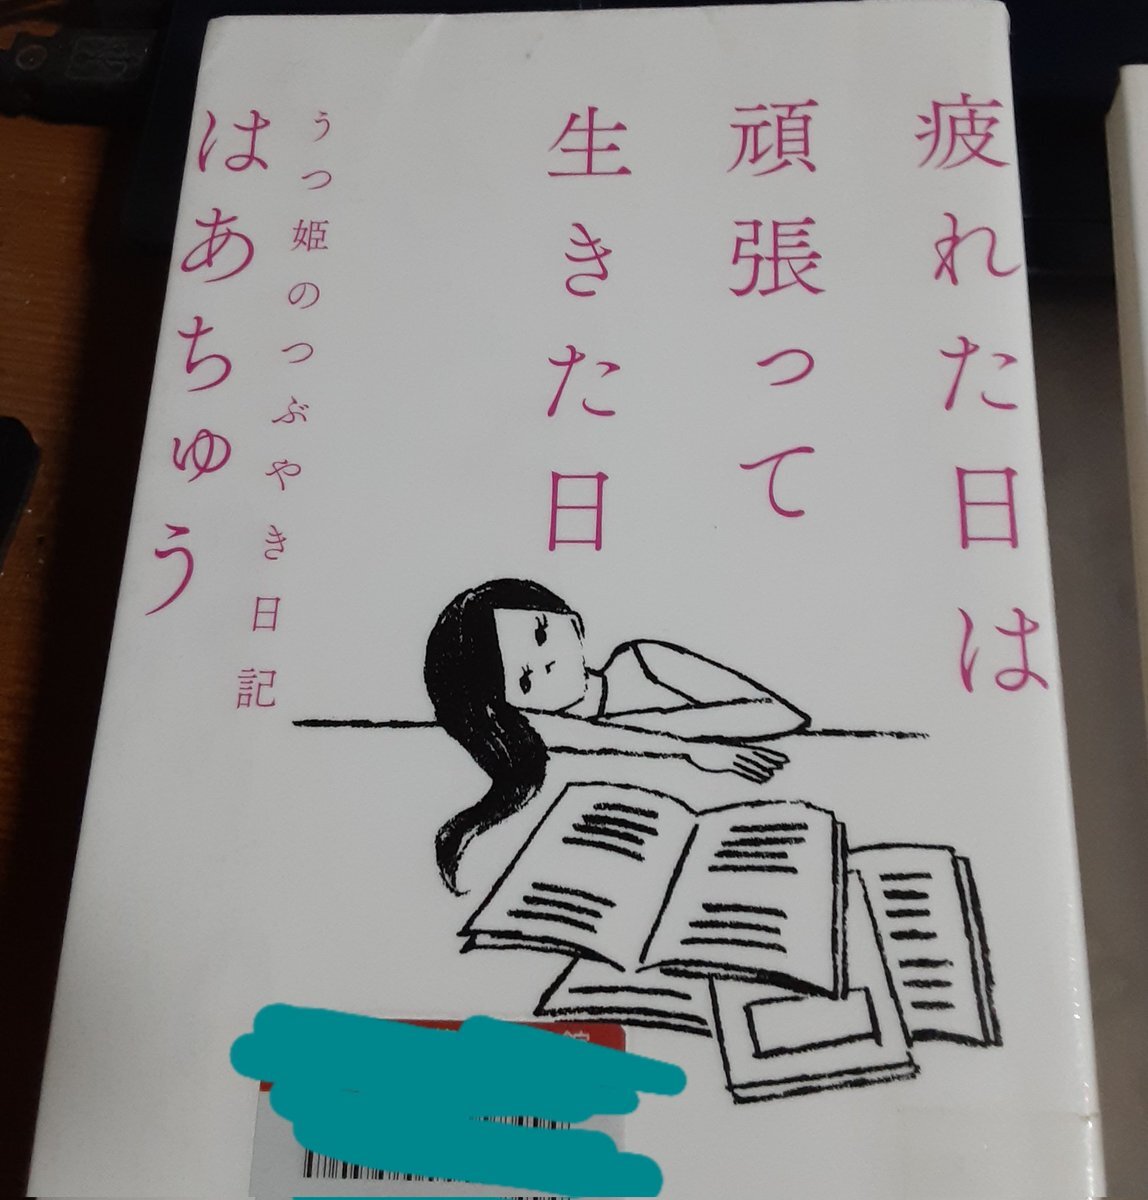 疲れた日は
頑張って
生きた日
うつ姫のつぶやき日記
はあちゅう
館